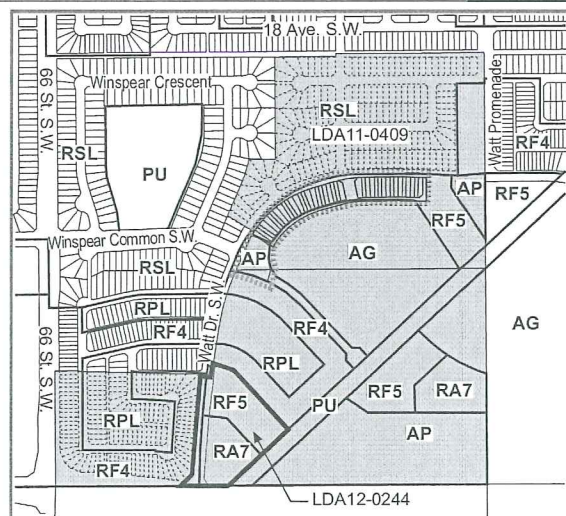 18 Ave. S.W.
66 St. S.W.
Winspear Crescent
Watt Promenade
RSL
LDA11-0409
RF4
RSL
PU
AP
RF5
RF5
Winspear Common S.W.
AP
AG
RSL
Watt Dr. S.W.
RPL
RF4
RF4
AG
66 St. S.W.
RPL
RF5
PU
RF5
RA7
RPL
AP
RA7
RF4
LDA12-0244